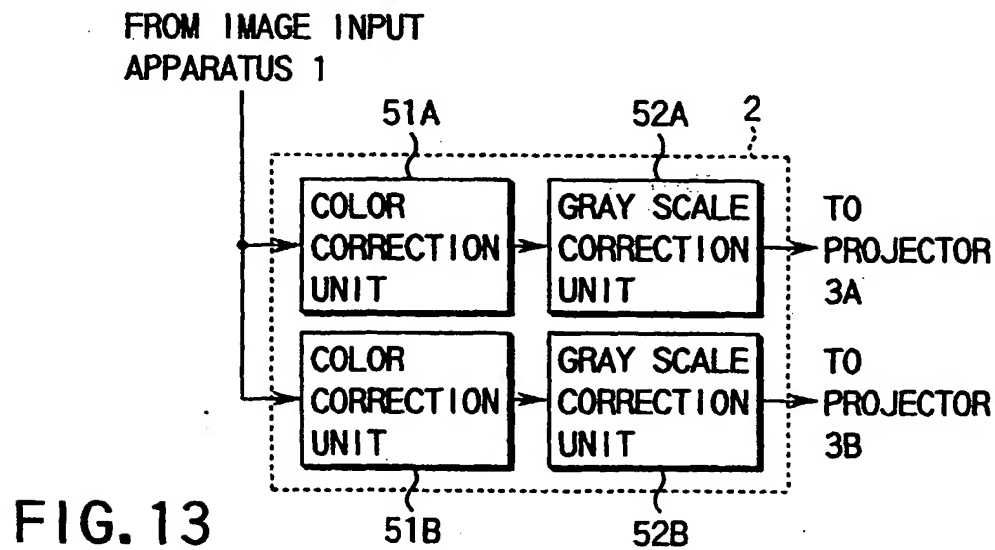 FROM IMAGE INPUT
APPARATUS 1
51A
52A
2
COLOR
CORRECTION
UNIT
GRAY SCALE
CORRECTION
UNIT
TO
PROJECTOR
3A
COLOR
CORRECTION
UNIT
GRAY SCALE
CORRECTION
UNIT
TO
PROJECTOR
3B
51B
52B
FIG.13